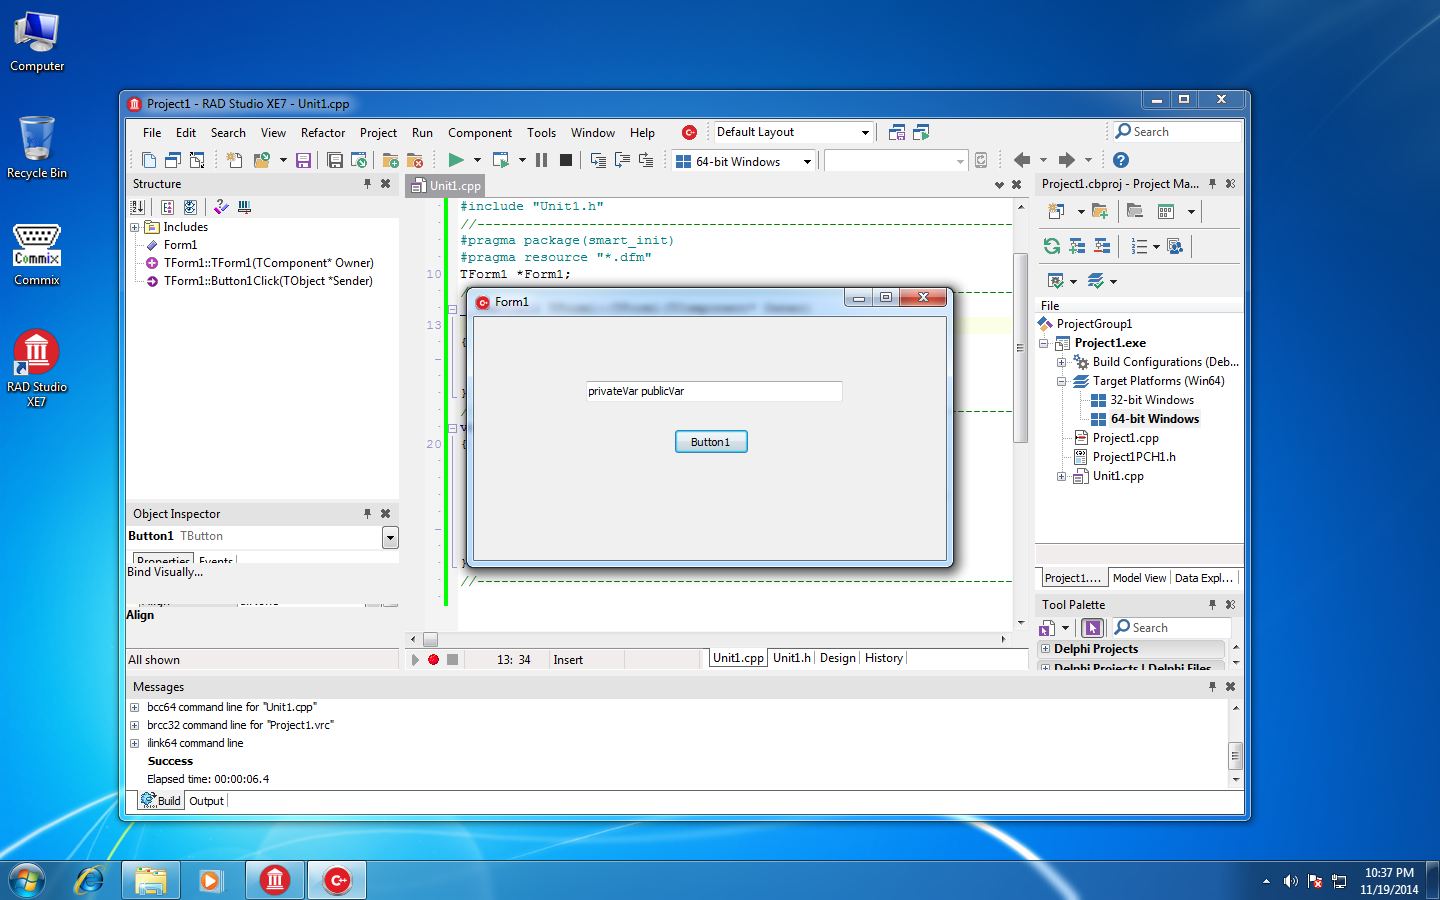 Computer
Recycle Bin
Commix
Commix
RAD Studio
XE7
Project1 - RAD Studio XE7 - Unit1.cpp
File Edit Search View Refactor Project Run Component Tools Window Help
Default Layout
Search
64-bit Windows
Structure
Includes
Form1
TForm1::TForm1(TComponent* Owner)
TForm1::Button1Click(TObject *Sender)
Object Inspector
Button1 TButton
Properties Events
Bind Visually...
Align
All shown
Unit1.cpp
#include "Unit1.h"
//
#pragma package(smart_init)
#pragma resource "*.dfm"
10 TForm1 *Form1;
13
{
}
20 {
}
//
Form1
privateVar publicVar
Button1
13: 34 Insert
Unit1.cpp Unit1.h Design History
Project1.cbproj - Project Ma...
File
ProjectGroup1
Project1.exe
Build Configurations (Deb...
Target Platforms (Win64)
32-bit Windows
64-bit Windows
Project1.cpp
Project1PCH1.h
Unit1.cpp
Project1.... Model View Data Expl...
Tool Palette
Search
Delphi Projects
Delphi Projects | Delphi Files
Messages
bcc64 command line for "Unit1.cpp"
brcc32 command line for "Project1.vrc"
ilink64 command line
Success
Elapsed time: 00:00:06.4
Build Output
10:37 PM
11/19/2014